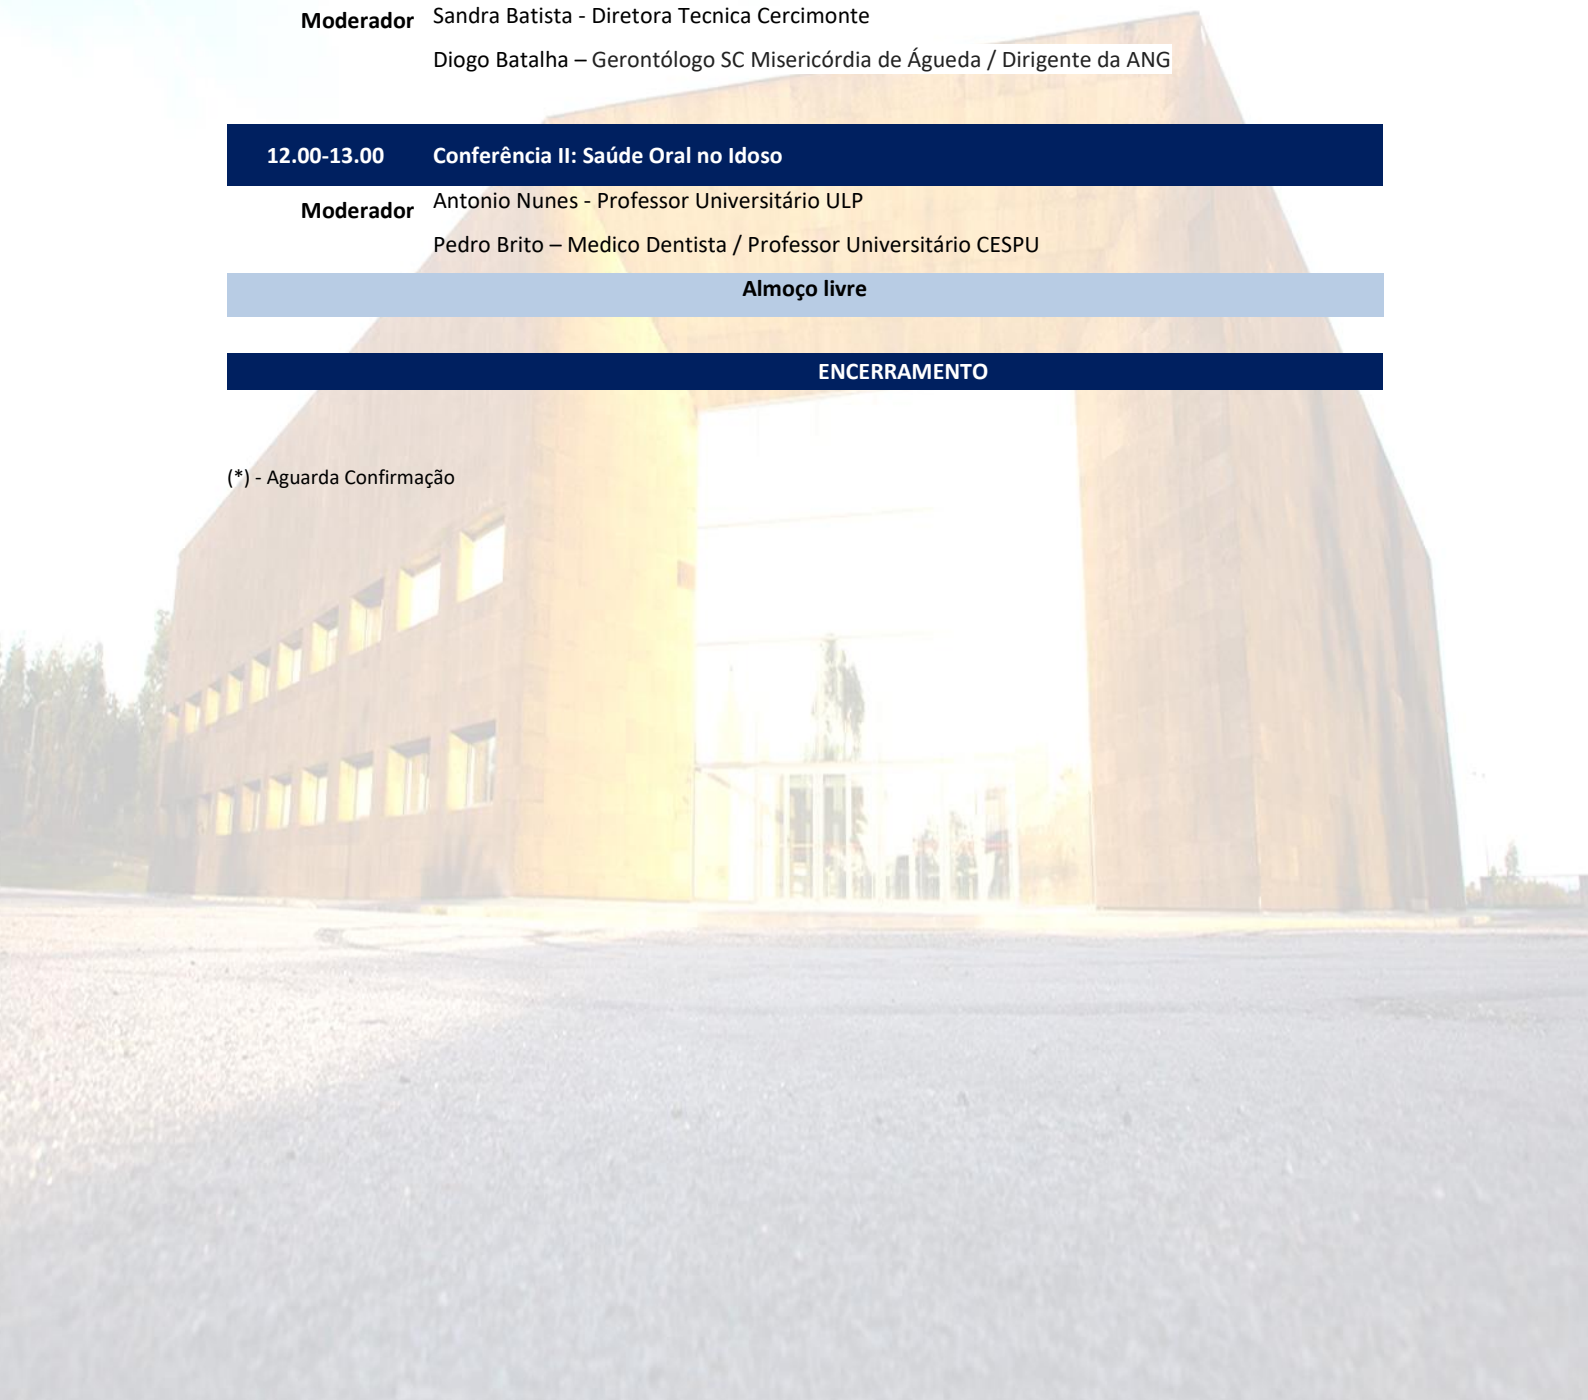 Moderador Sandra Batista - Diretora Tecnica Cercimonte
Diogo Batalha – Gerontólogo SC Misericórdia de Águeda / Dirigente da ANG
12.00-13.00 Conferência II: Saúde Oral no Idoso
Moderador Antonio Nunes - Professor Universitário ULP
Pedro Brito – Medico Dentista / Professor Universitário CESPU
Almoço livre
ENCERRAMENTO
(*) - Aguarda Confirmação